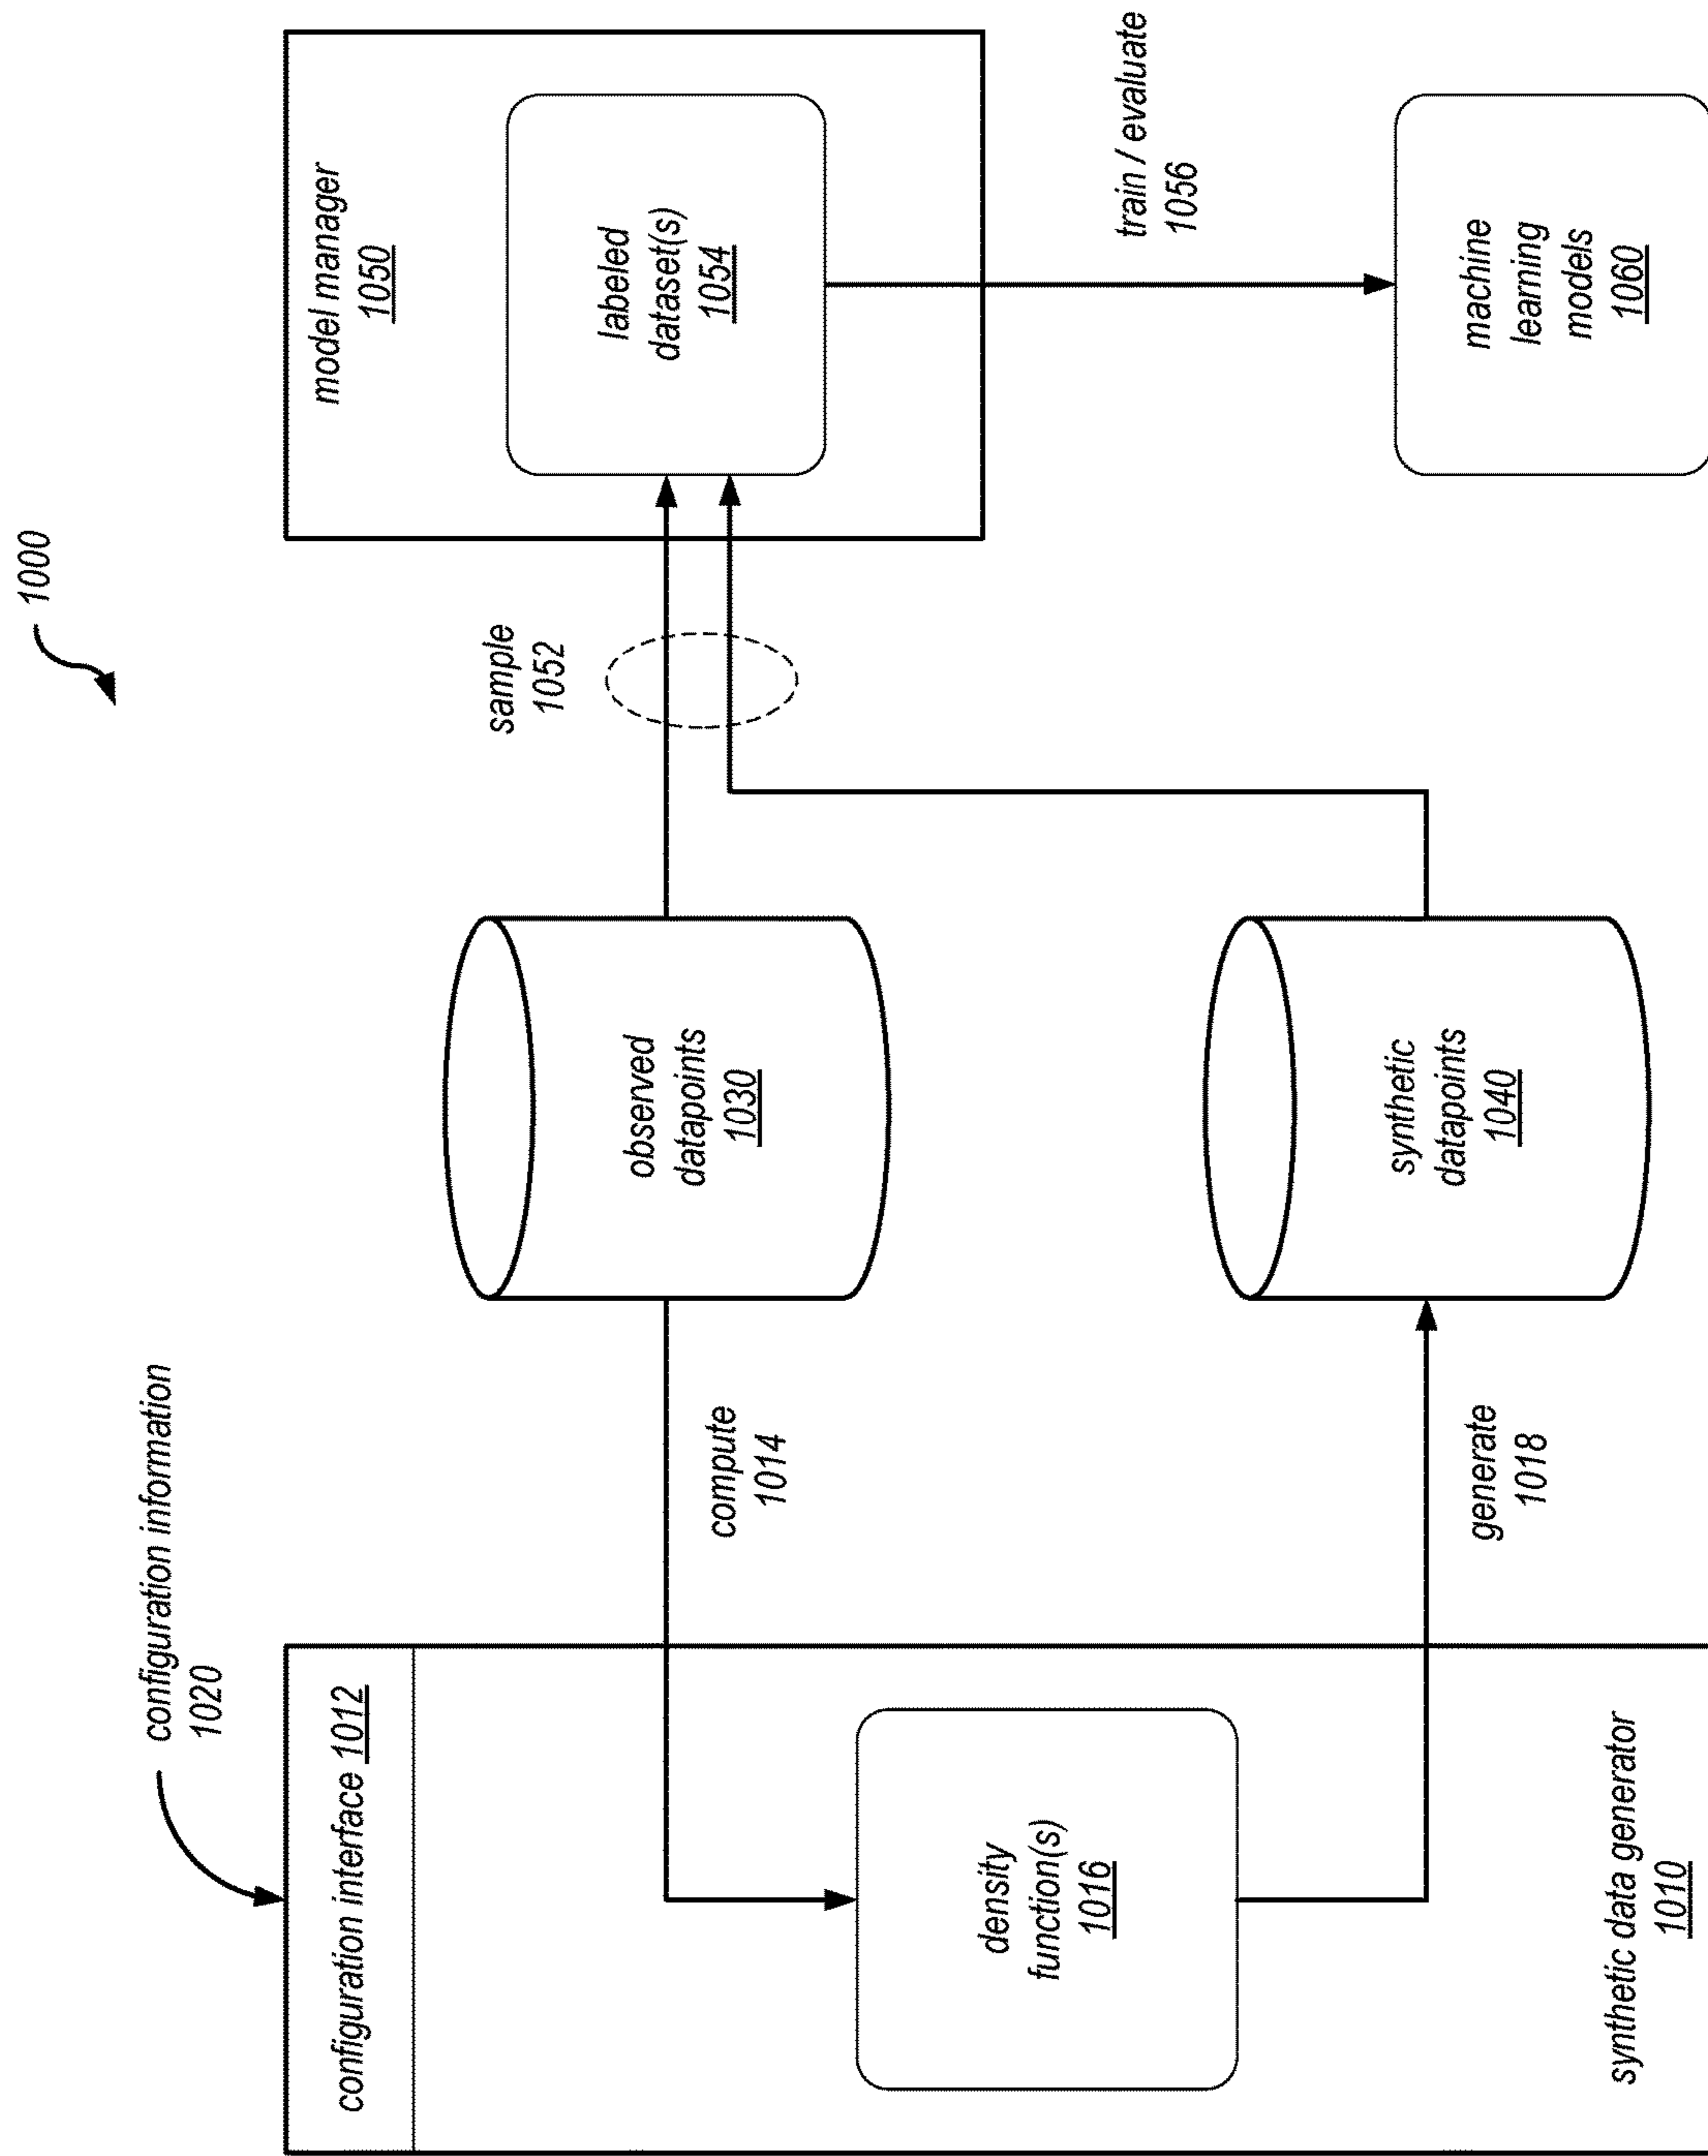 1000
configuration information
1020
configuration interface 1012
compute
1014
density
function(s)
1016
generate
1018
synthetic data generator
1010
observed
datapoints
1030
synthetic
datapoints
1040
sample
1052
model manager
1050
labeled
dataset(s)
1054
train / evaluate
1056
machine
learning
models
1060